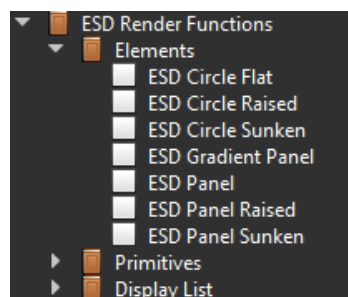 ESD Render Functions
Elements
ESD Circle Flat
ESD Circle Raised
ESD Circle Sunken
ESD Gradient Panel
ESD Panel
ESD Panel Raised
ESD Panel Sunken
Primitives
Display List